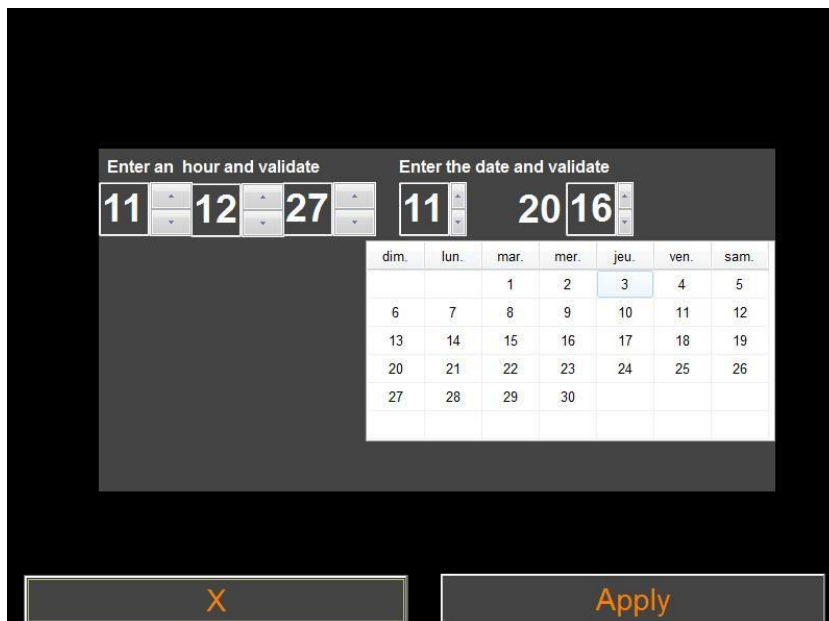 Enter an hour and validate Enter the date and validate
11 12 27 11 20 16
dim. lun. mar. mer. jeu. ven. sam.
1 2 3 4 5
6 7 8 9 10 11 12
13 14 15 16 17 18 19
20 21 22 23 24 25 26
27 28 29 30
X Apply